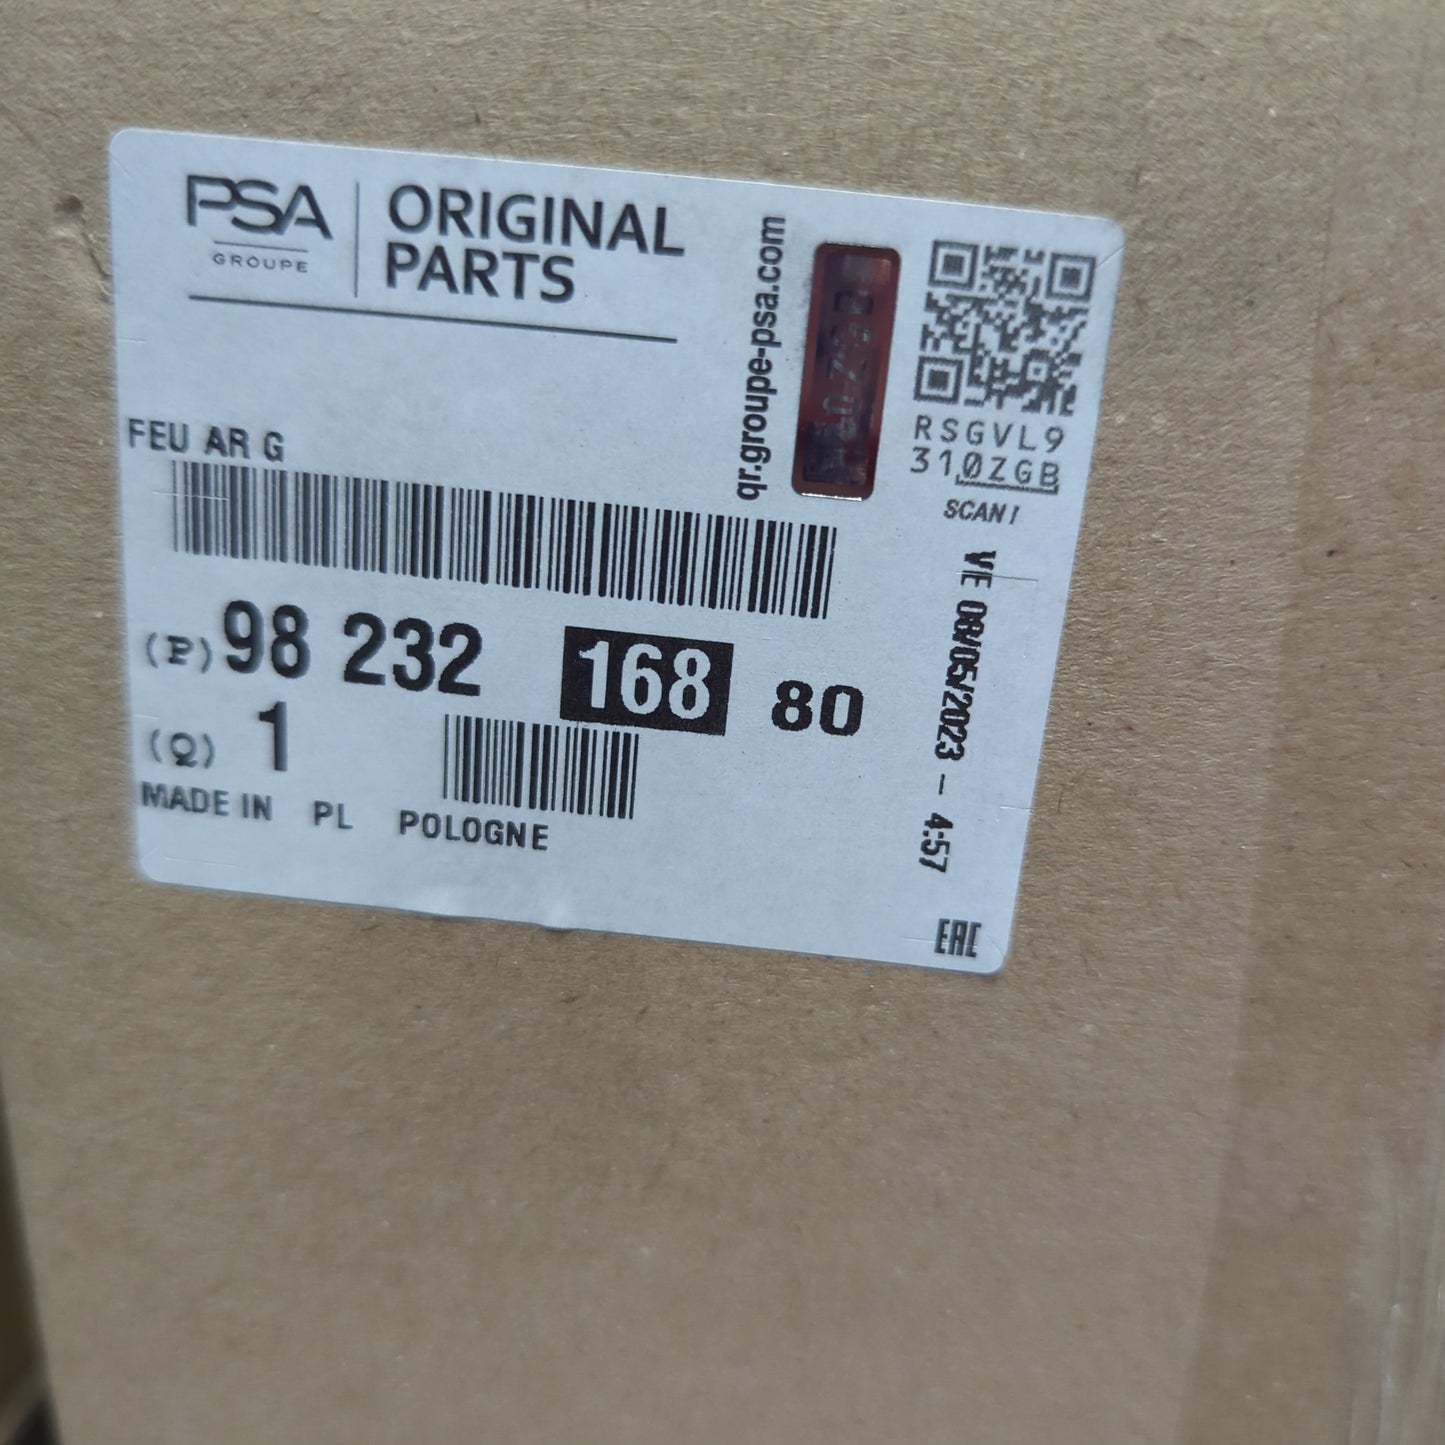 PSA
GROUPE
ORIGINAL
PARTS
qr.groupe-psa.com
RSGVL9
310ZGB
SCAN !
FEU AR G
(P) 98 232 168 80
(Q) 1
MADE IN PL POLOGNE
VE 08/05/2023 - 4:57
EAC